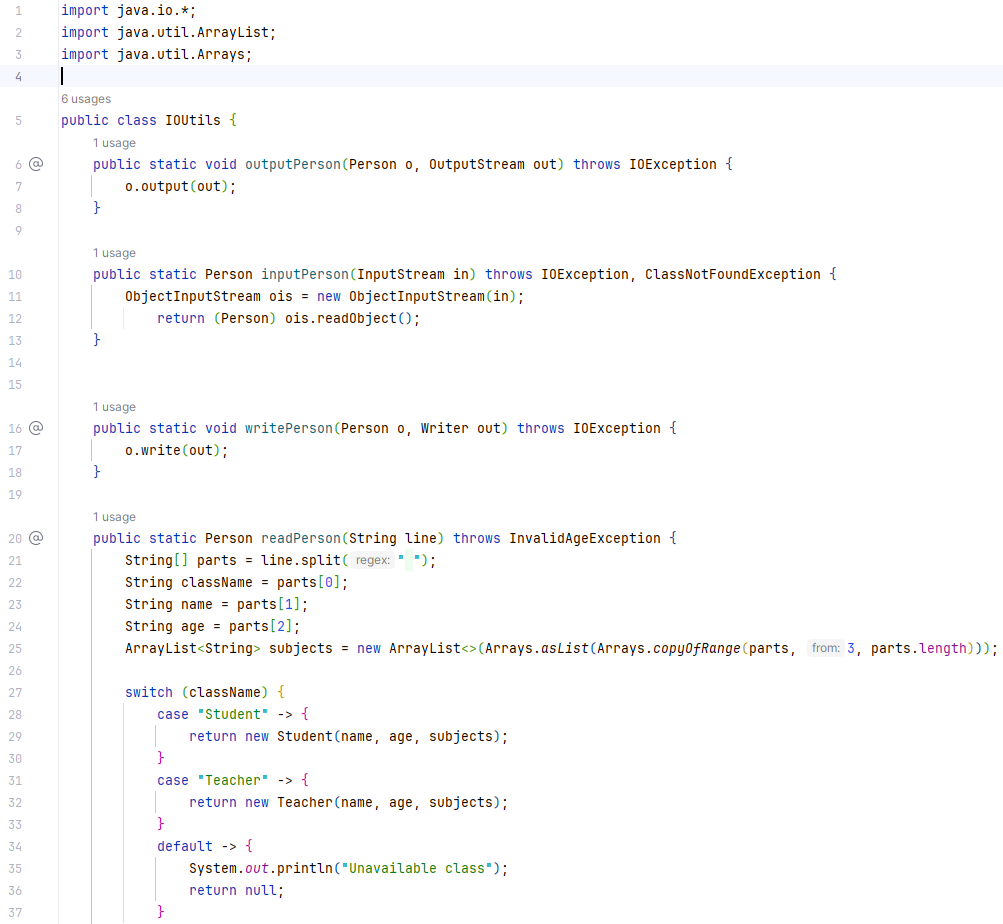 1 import java.io.*;
2 import java.util.ArrayList;
3 import java.util.Arrays;
4
6 usages
5 public class IOUtils {
1 usage
6 @ public static void outputPerson(Person o, OutputStream out) throws IOException {
7 o.output(out);
8 }
9
1 usage
10 public static Person inputPerson(InputStream in) throws IOException, ClassNotFoundException {
11 ObjectInputStream ois = new ObjectInputStream(in);
12 return (Person) ois.readObject();
13 }
14
15
1 usage
16 @ public static void writePerson(Person o, Writer out) throws IOException {
17 o.write(out);
18 }
19
1 usage
20 @ public static Person readPerson(String line) throws InvalidAgeException {
21 String[] parts = line.split( regex: " ");
22 String className = parts[0];
23 String name = parts[1];
24 String age = parts[2];
25 ArrayList<String> subjects = new ArrayList<>(Arrays.asList(Arrays.copyOfRange(parts, from: 3, parts.length)));
26
27 switch (className) {
28 case "Student" -> {
29 return new Student(name, age, subjects);
30 }
31 case "Teacher" -> {
32 return new Teacher(name, age, subjects);
33 }
34 default -> {
35 System.out.println("Unavailable class");
36 return null;
37 }